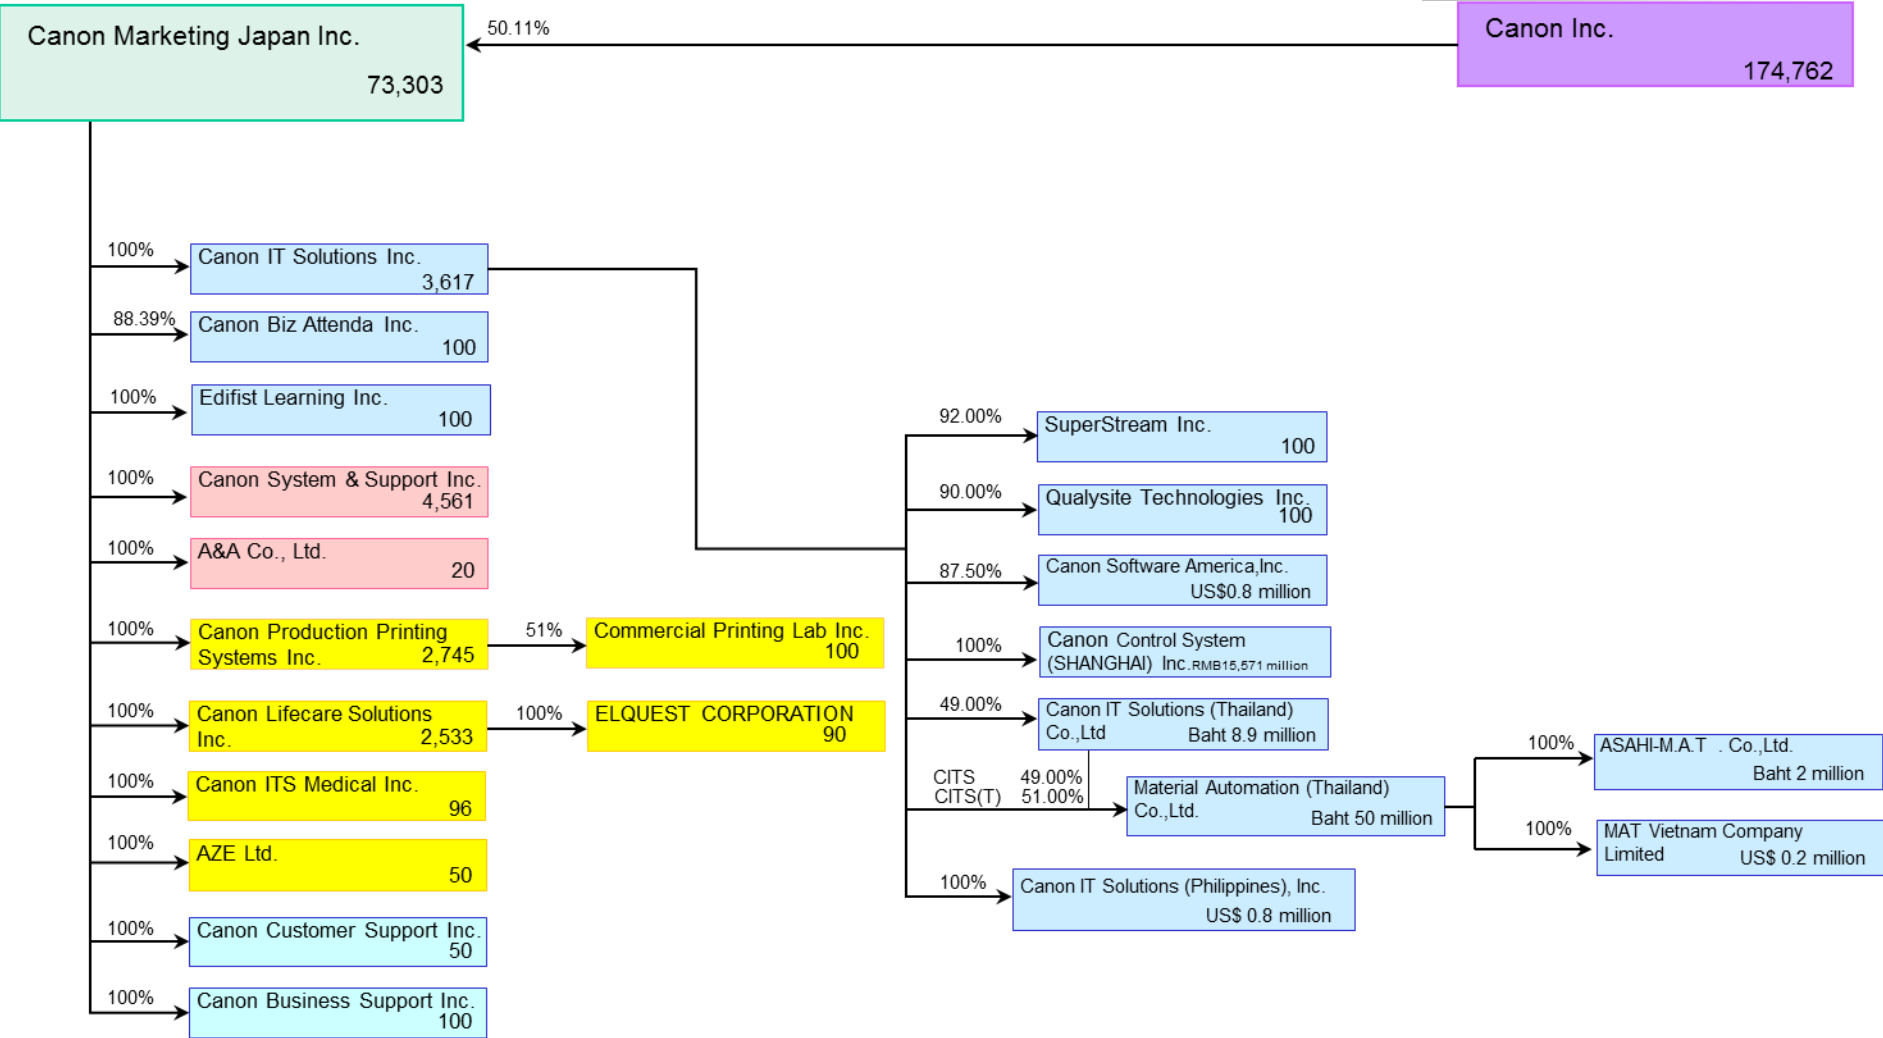 Canon Marketing Japan Inc.
73,303
50.11%
Canon Inc.
174,762
100%
Canon IT Solutions Inc.
3,617
88.39%
Canon Biz Attenda Inc.
100
100%
Edifist Learning Inc.
100
100%
Canon System & Support Inc.
4,561
100%
A&A Co., Ltd.
20
100%
Canon Production Printing
Systems Inc. 2,745
51%
Commercial Printing Lab Inc.
100
100%
Canon Lifecare Solutions
Inc. 2,533
100%
ELQUEST CORPORATION
90
100%
Canon ITS Medical Inc.
96
100%
AZE Ltd.
50
100%
Canon Customer Support Inc.
50
100%
Canon Business Support Inc.
100
92.00%
SuperStream Inc.
100
90.00%
Qualysite Technologies Inc.
100
87.50%
Canon Software America,Inc.
US$0.8 million
100%
Canon Control System
(SHANGHAI) Inc.RMB15,571 million
49.00%
Canon IT Solutions (Thailand)
Co.,Ltd Baht 8.9 million
CITS 49.00%
CITS(T) 51.00%
Material Automation (Thailand)
Co.,Ltd. Baht 50 million
100%
ASAHI-M.A.T . Co.,Ltd.
Baht 2 million
100%
MAT Vietnam Company
Limited US$ 0.2 million
100%
Canon IT Solutions (Philippines), Inc.
US$ 0.8 million